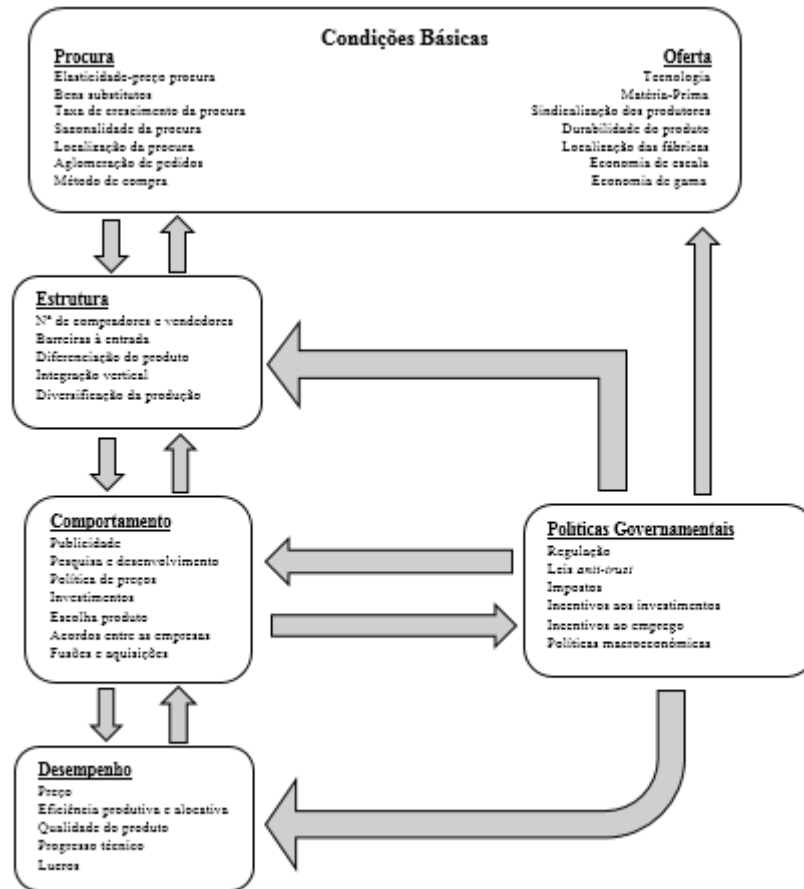 Condições Básicas
Procura
Elasticidade-preço procura
Bens substitutos
Taxa de crescimento da procura
Sazonalidade da procura
Localização da procura
Aglomeração de pedidos
Método de compra
Oferta
Tecnologia
Matéria-Prima
Sindicalização dos produtores
Durabilidade do produto
Localização das fábricas
Economia de escala
Economia de gama
Estrutura
Nº de compradores e vendedores
Barreiras à entrada
Diferenciação do produto
Integração vertical
Diversificação da produção
Comportamento
Publicidade
Pesquisa e desenvolvimento
Política de preços
Investimentos
Escolha produto
Acordos entre as empresas
Fusões e aquisições
Políticas Governamentais
Regulação
Leis anti-trust
Impostos
Incentivos aos investimentos
Incentivos ao emprego
Políticas macroeconómicas
Desempenho
Preço
Eficiência produtiva e alocativa
Qualidade do produto
Progresso técnico
Lucros